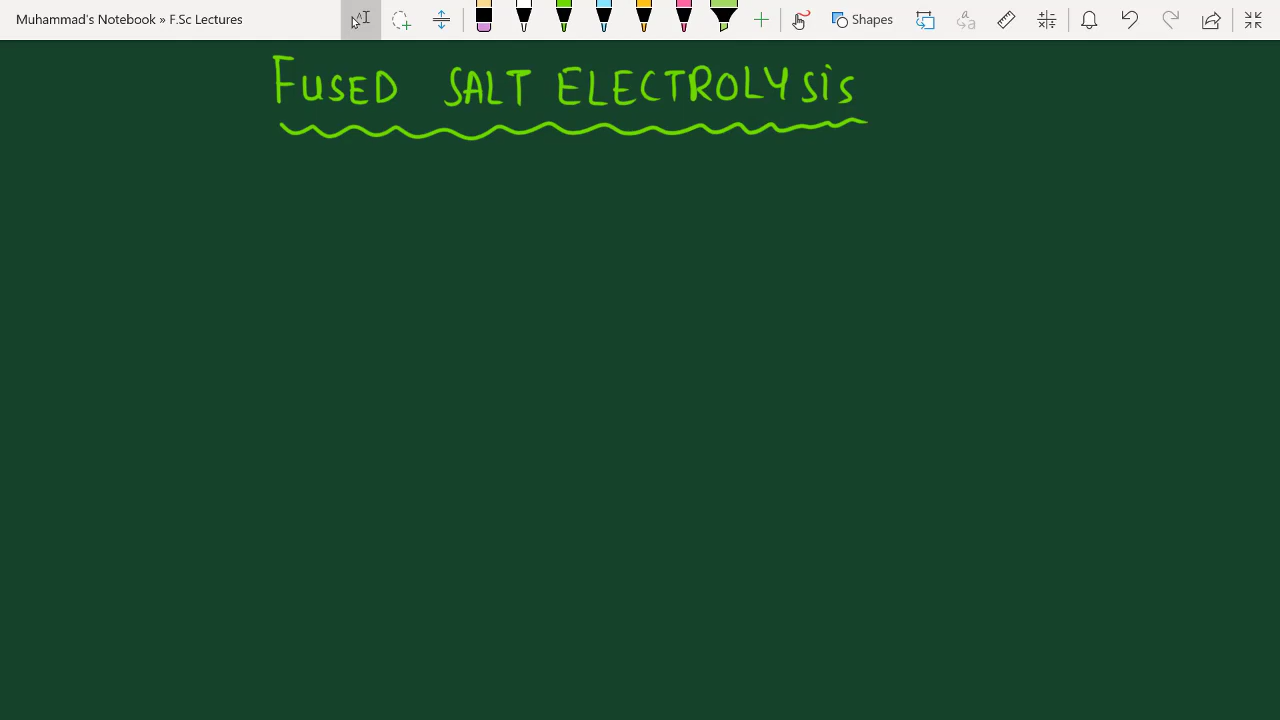 Muhammad's Notebook » F.Sc Lectures
Shapes
FUSED SALT ELECTROLYSiS